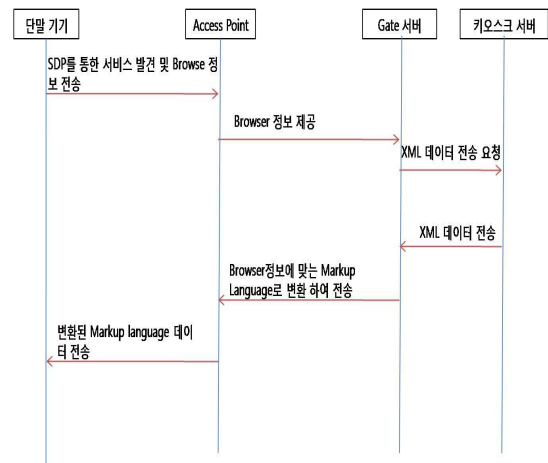 단말 기기
Access Point
Gate 서버
키오스크 서버
SDP를 통한 서비스 발견 및 Browse 정
보 전송
Browser 정보 제공
XML 데이터 전송 요청
XML 데이터 전송
Browser정보에 맞는 Markup
Language로 변환 하여 전송
변환된 Markup language 데이
터 전송